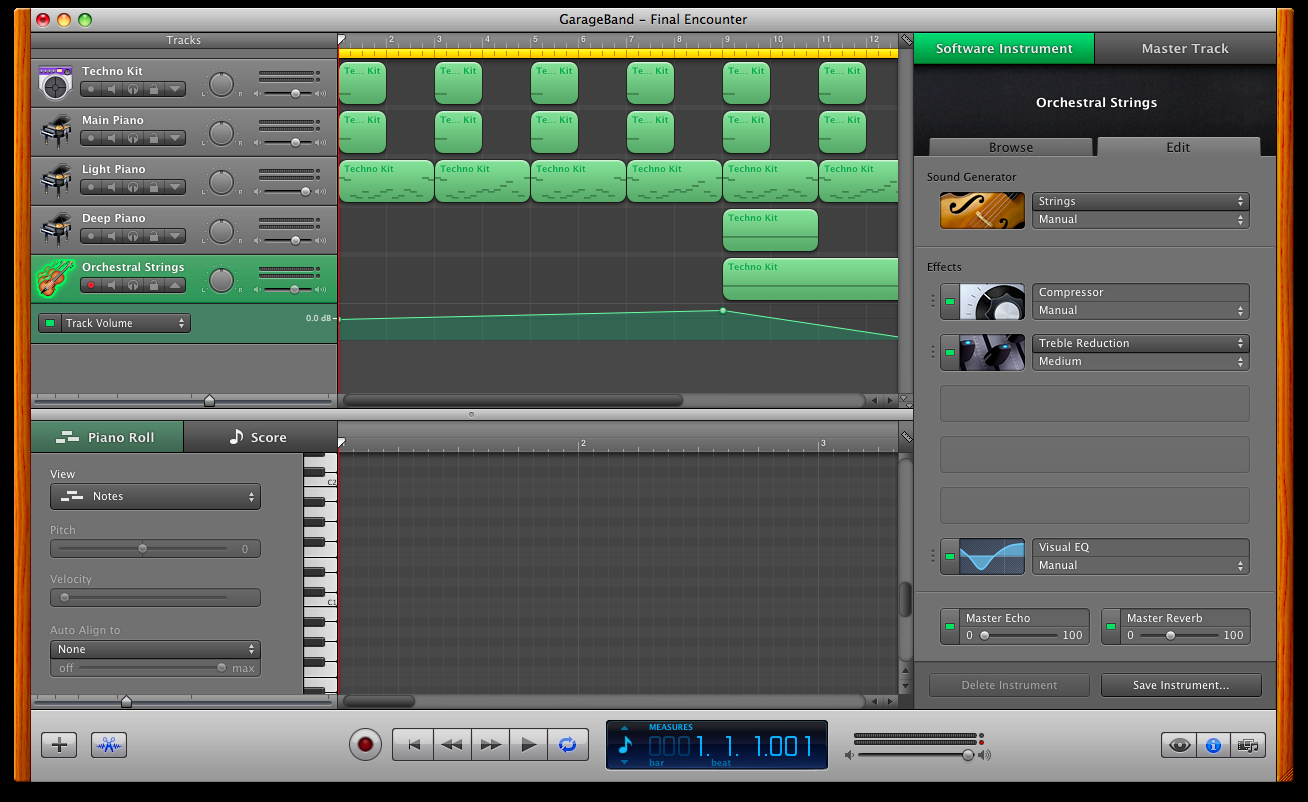 GarageBand – Final Encounter
Tracks
2 3 4 5 6 7 8 9 10 11 12
Techno Kit
L R
Te... Kit Te... Kit Te... Kit Te... Kit Te... Kit Te... Kit
Main Piano
L R
Te... Kit Te... Kit Te... Kit Te... Kit Te... Kit Te... Kit
Light Piano
L R
Techno Kit Techno Kit Techno Kit Techno Kit Techno Kit Techno Kit
Deep Piano
L R
Techno Kit
Orchestral Strings
L R
Techno Kit
Track Volume
0.0 dB
Piano Roll
Score
2 3
View
Notes
Pitch
0
Velocity
Auto Align to
None
off max
C2
C1
Software Instrument
Master Track
Orchestral Strings
Browse
Edit
Sound Generator
Strings
Manual
Effects
Compressor
Manual
Treble Reduction
Medium
Visual EQ
Manual
Master Echo
0 100
Master Reverb
0 100
Delete Instrument
Save Instrument...
MEASURES
1. 1. 1.001
bar beat